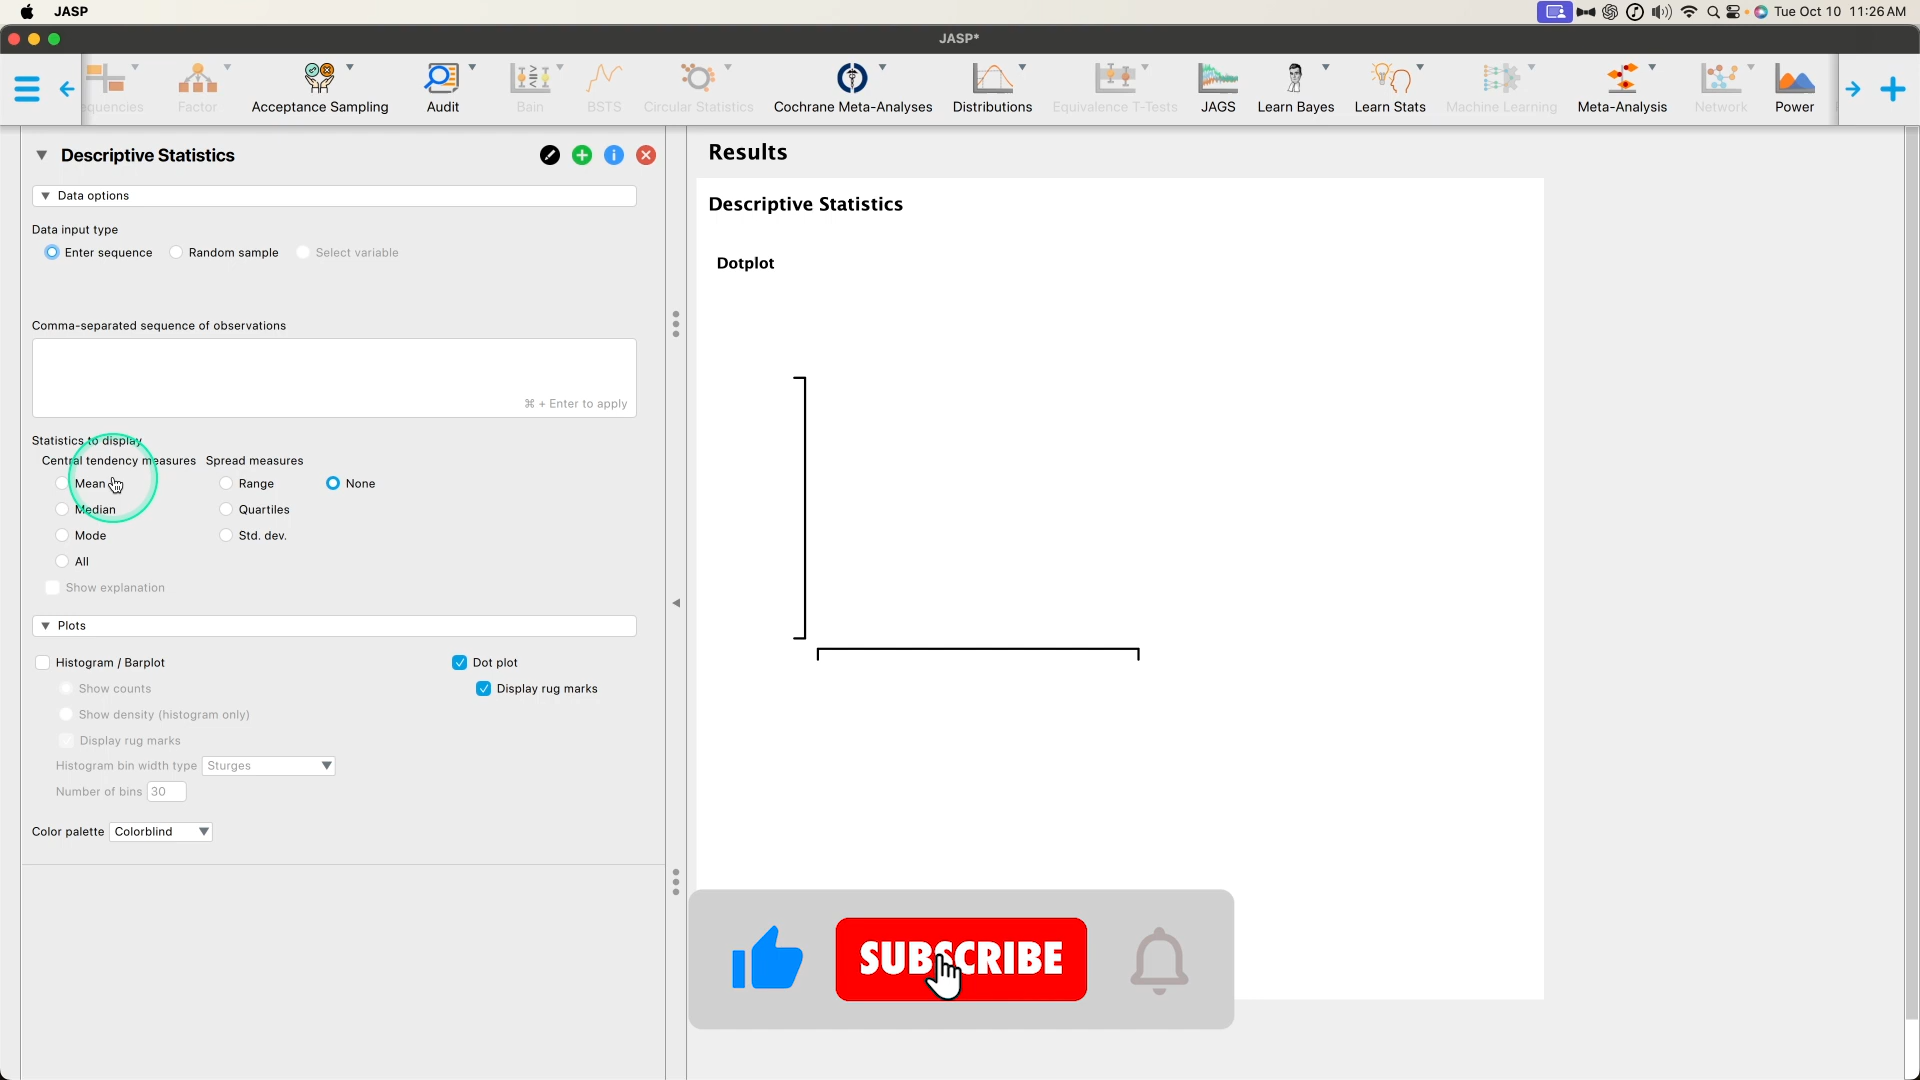 JASP
Tue Oct 10 11:26 AM
JASP*
quencies
Factor
Acceptance Sampling
Audit
Bain
BSTS
Circular Statistics
Cochrane Meta-Analyses
Distributions
Equivalence T-Tests
JAGS
Learn Bayes
Learn Stats
Machine Learning
Meta-Analysis
Network
Power
Descriptive Statistics
Data options
Data input type
Enter sequence
Random sample
Select variable
Comma-separated sequence of observations
⌘ + Enter to apply
Statistics to display
Central tendency measures
Spread measures
Mean
Range
None
Median
Quartiles
Mode
Std. dev.
All
Show explanation
Plots
Histogram / Barplot
Dot plot
Show counts
Display rug marks
Show density (histogram only)
Display rug marks
Histogram bin width type Sturges
Number of bins 30
Color palette Colorblind
Results
Descriptive Statistics
Dotplot
SUBSCRIBE